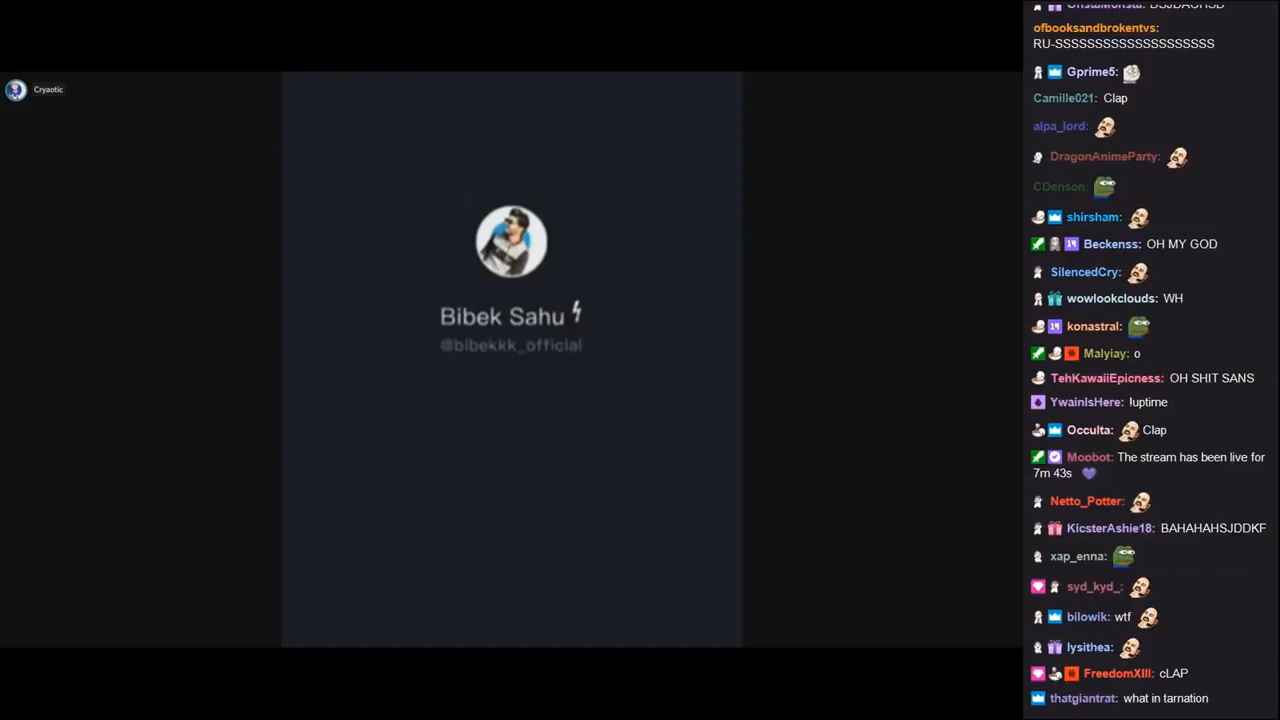 Cryaotic
Bibek Sahu
@bibekkk_official
ofbooksandbrokentvs:
RU-SSSSSSSSSSSSSSSSSSSS
Gprime5:
Camille021: Clap
alpa_lord:
DragonAnimeParty:
CDenson:
shirsham:
Beckenss: OH MY GOD
SilencedCry:
wowlookclouds: WH
konastral:
Malyiay: o
TehKawaiiEpicness: OH SHIT SANS
YwainIsHere: !uptime
Occulta: Clap
Moobot: The stream has been live for
7m 43s
Netto_Potter:
KicsterAshie18: BAHAHAHSJDDKF
xap_enna:
syd_kyd_:
bilowik: wtf
lysithea:
FreedomXIII: cLAP
thatgiantrat: what in tarnation